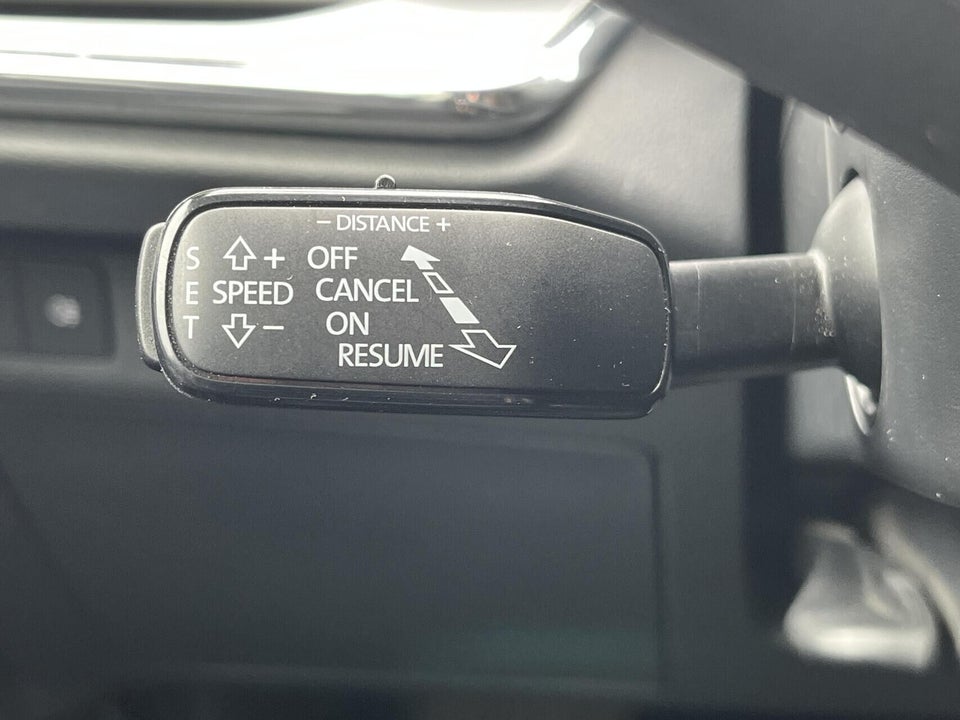 − DISTANCE +
S + OFF
E SPEED CANCEL
T − ON
RESUME